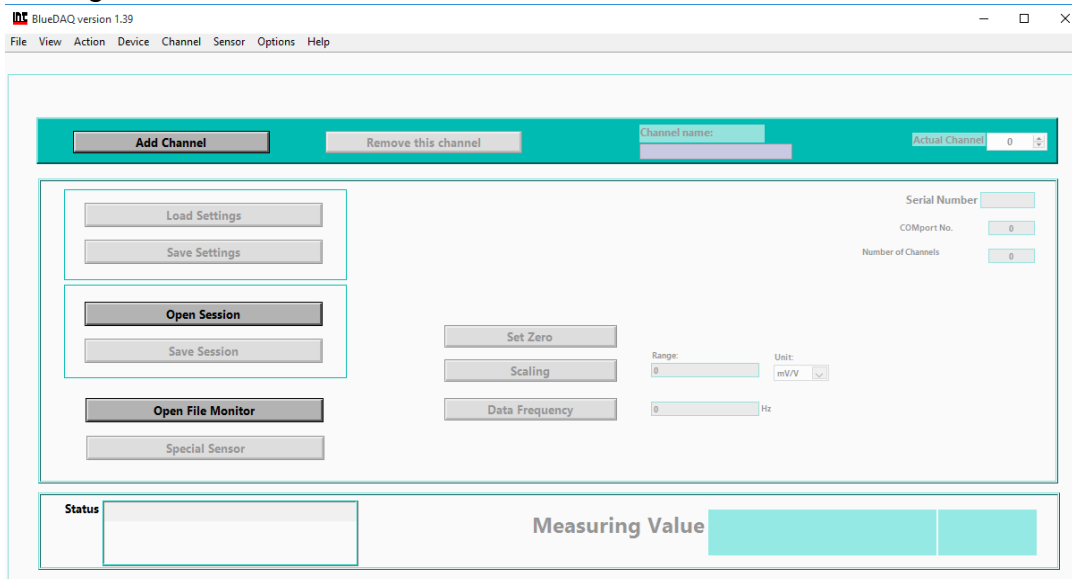 BlueDAQ version 1.39
File View Action Device Channel Sensor Options Help
Add Channel
Remove this channel
Channel name:
Actual Channel 0
Load Settings
Save Settings
Serial Number
COMport No. 0
Number of Channels 0
Open Session
Save Session
Set Zero
Scaling
Range:
0
Unit:
mV/V
Open File Monitor
Data Frequency
0 Hz
Special Sensor
Status
Measuring Value